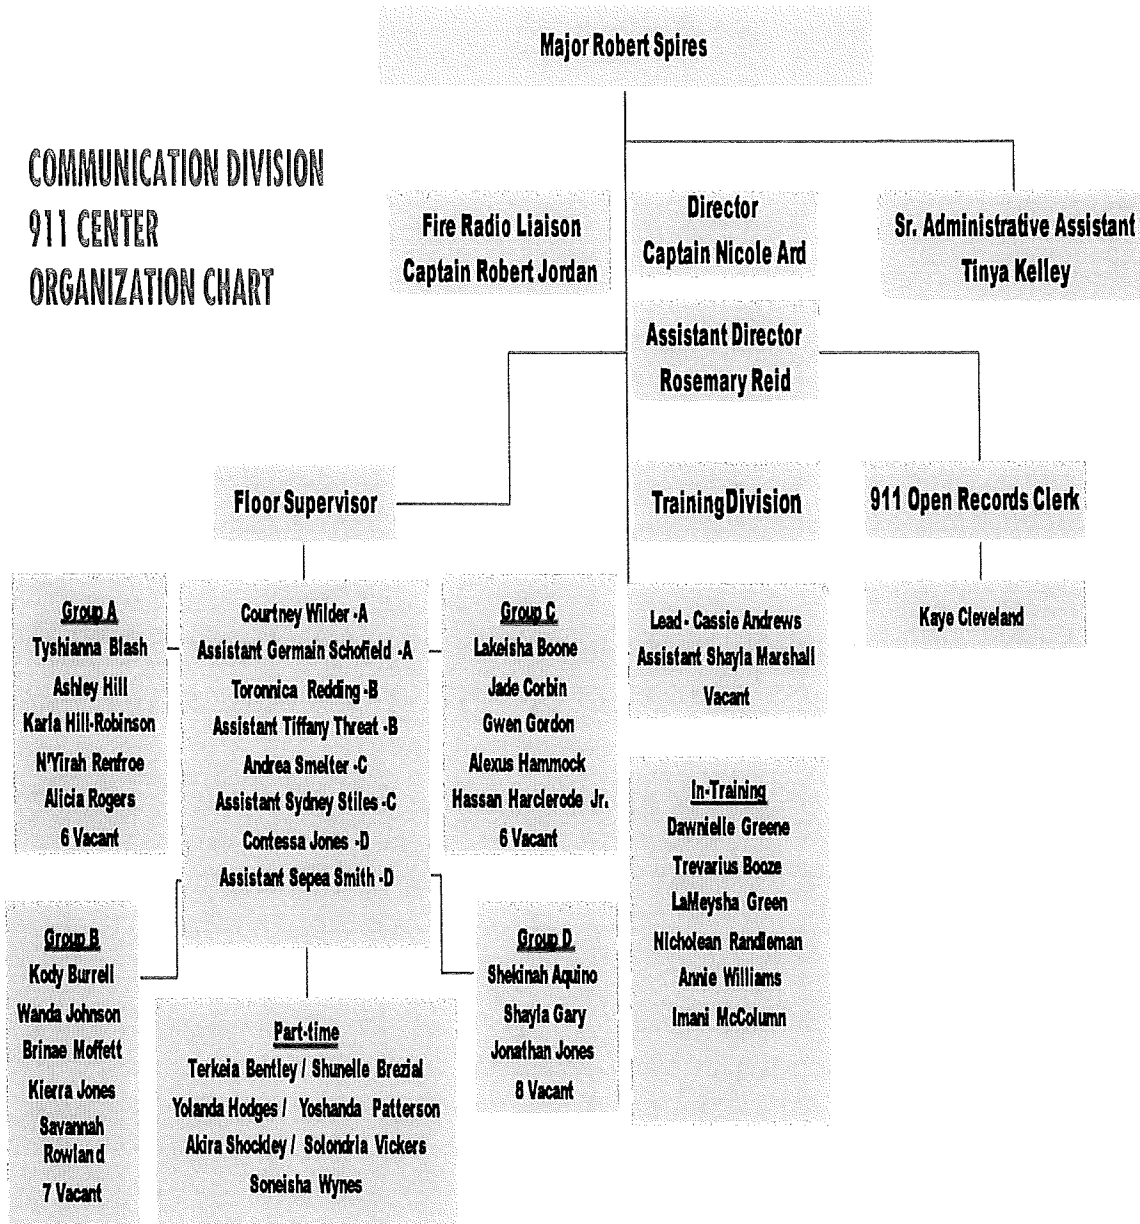 Major Robert Spires
COMMUNICATION DIVISION
911 CENTER
ORGANIZATION CHART
Fire Radio Liaison
Captain Robert Jordan
Director
Captain Nicole Ard
Sr. Administrative Assistant
Tinya Kelley
Assistant Director
Rosemary Reid
Floor Supervisor
TrainingDivision
911 Open Records Clerk
Group A
Tyshianna Blash
Ashley Hill
Karla Hill-Robinson
N'Yirah Renfroe
Alicia Rogers
6 Vacant
Courtney Wilder -A
Assistant Germain Schofield -A
Toronnica Redding -B
Assistant Tiffany Threat -B
Andrea Smelter -C
Assistant Sydney Stiles -C
Contessa Jones -D
Assistant Sepea Smith -D
Group C
Lakeisha Boone
Jade Corbin
Gwen Gordon
Alexus Hammock
Hassan Harclerode Jr.
6 Vacant
Lead - Cassie Andrews
Assistant Shayla Marshall
Vacant
Kaye Cleveland
In-Training
Dawnielle Greene
Trevarius Booze
LaMeysha Green
Nicholean Randleman
Annie Williams
Imani McColumn
Group B
Kody Burrell
Wanda Johnson
Brinae Moffett
Kierra Jones
Savannah
Rowland
7 Vacant
Part-time
Terkeia Bentley / Shunelle Brezial
Yolanda Hodges / Yoshanda Patterson
Akira Shockley / Solondria Vickers
Soneisha Wynes
Group D
Shekinah Aquino
Shayla Gary
Jonathan Jones
8 Vacant